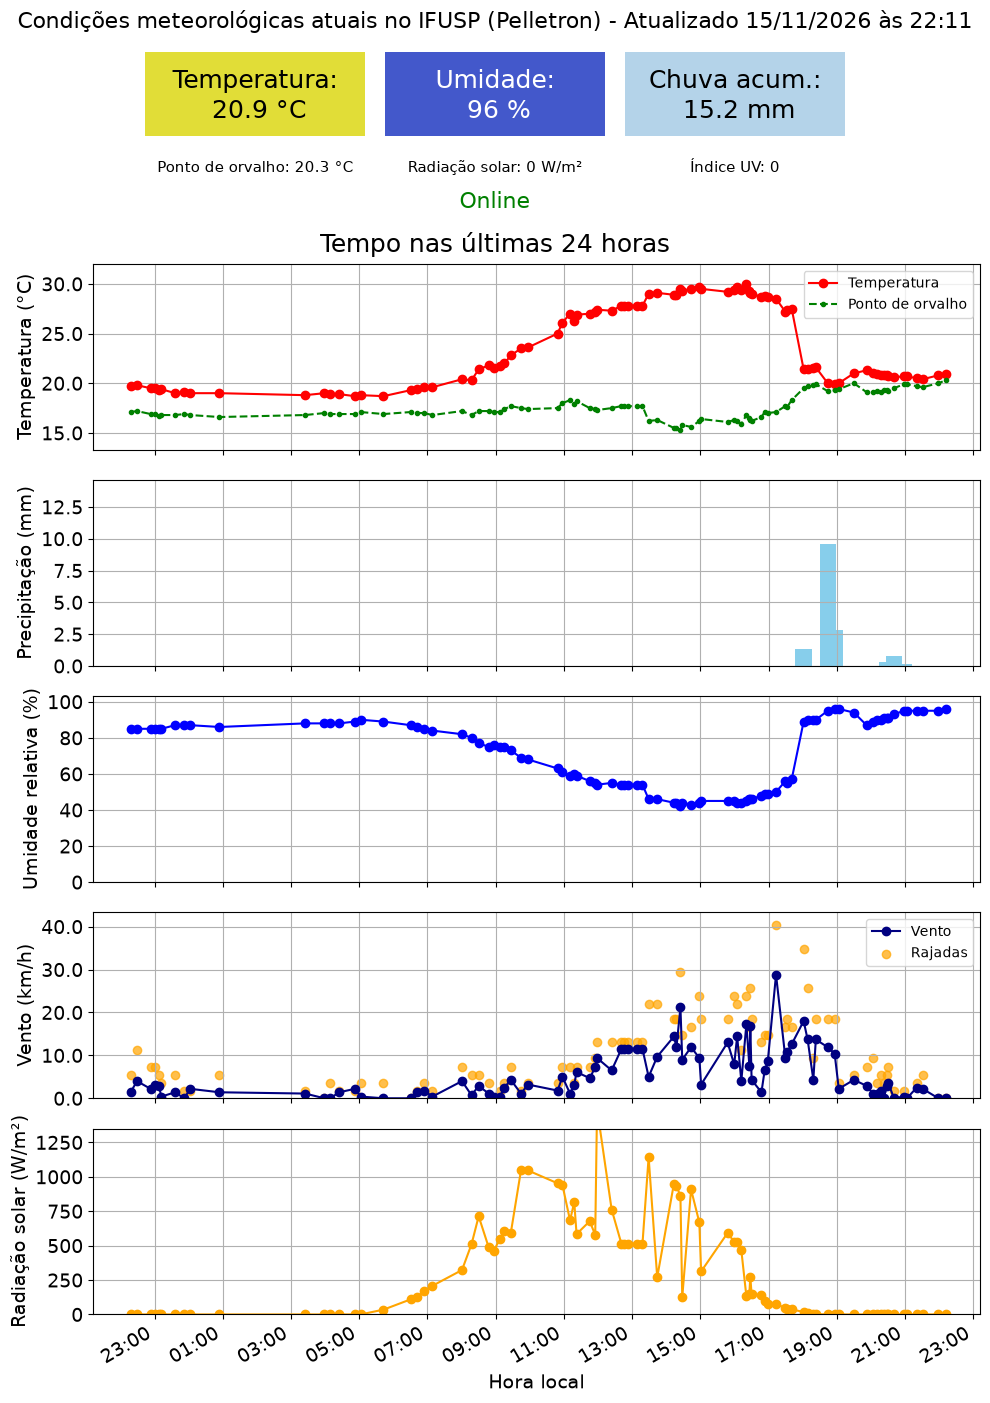 Condições meteorológicas atuais no IFUSP (Pelletron) - Atualizado 15/11/2026 às 22:11
Temperatura:
20.9 °C
Umidade:
96 %
Chuva acum.:
15.2 mm
Ponto de orvalho: 20.3 °C
Radiação solar: 0 W/m²
Índice UV: 0
Online
Tempo nas últimas 24 horas
Temperatura (°C)
30.0
25.0
20.0
15.0
Temperatura
Ponto de orvalho
Precipitação (mm)
12.5
10.0
7.5
5.0
2.5
0.0
Umidade relativa (%)
100
80
60
40
20
0
Vento (km/h)
40.0
30.0
20.0
10.0
0.0
Vento
Rajadas
Radiação solar (W/m²)
1250
1000
750
500
250
0
23:00
01:00
03:00
05:00
07:00
09:00
11:00
13:00
15:00
17:00
19:00
21:00
23:00
Hora local